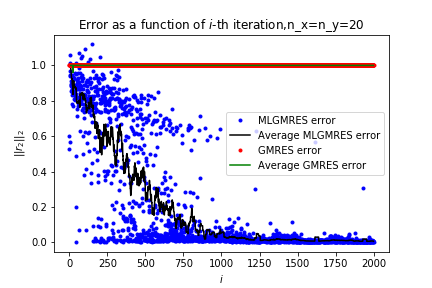 Error as a function of i-th iteration,n_x=n_y=20
||r₂||₂
1.0
0.8
0.6
0.4
0.2
0.0
MLGMRES error
Average MLGMRES error
GMRES error
Average GMRES error
0 250 500 750 1000 1250 1500 1750 2000
i